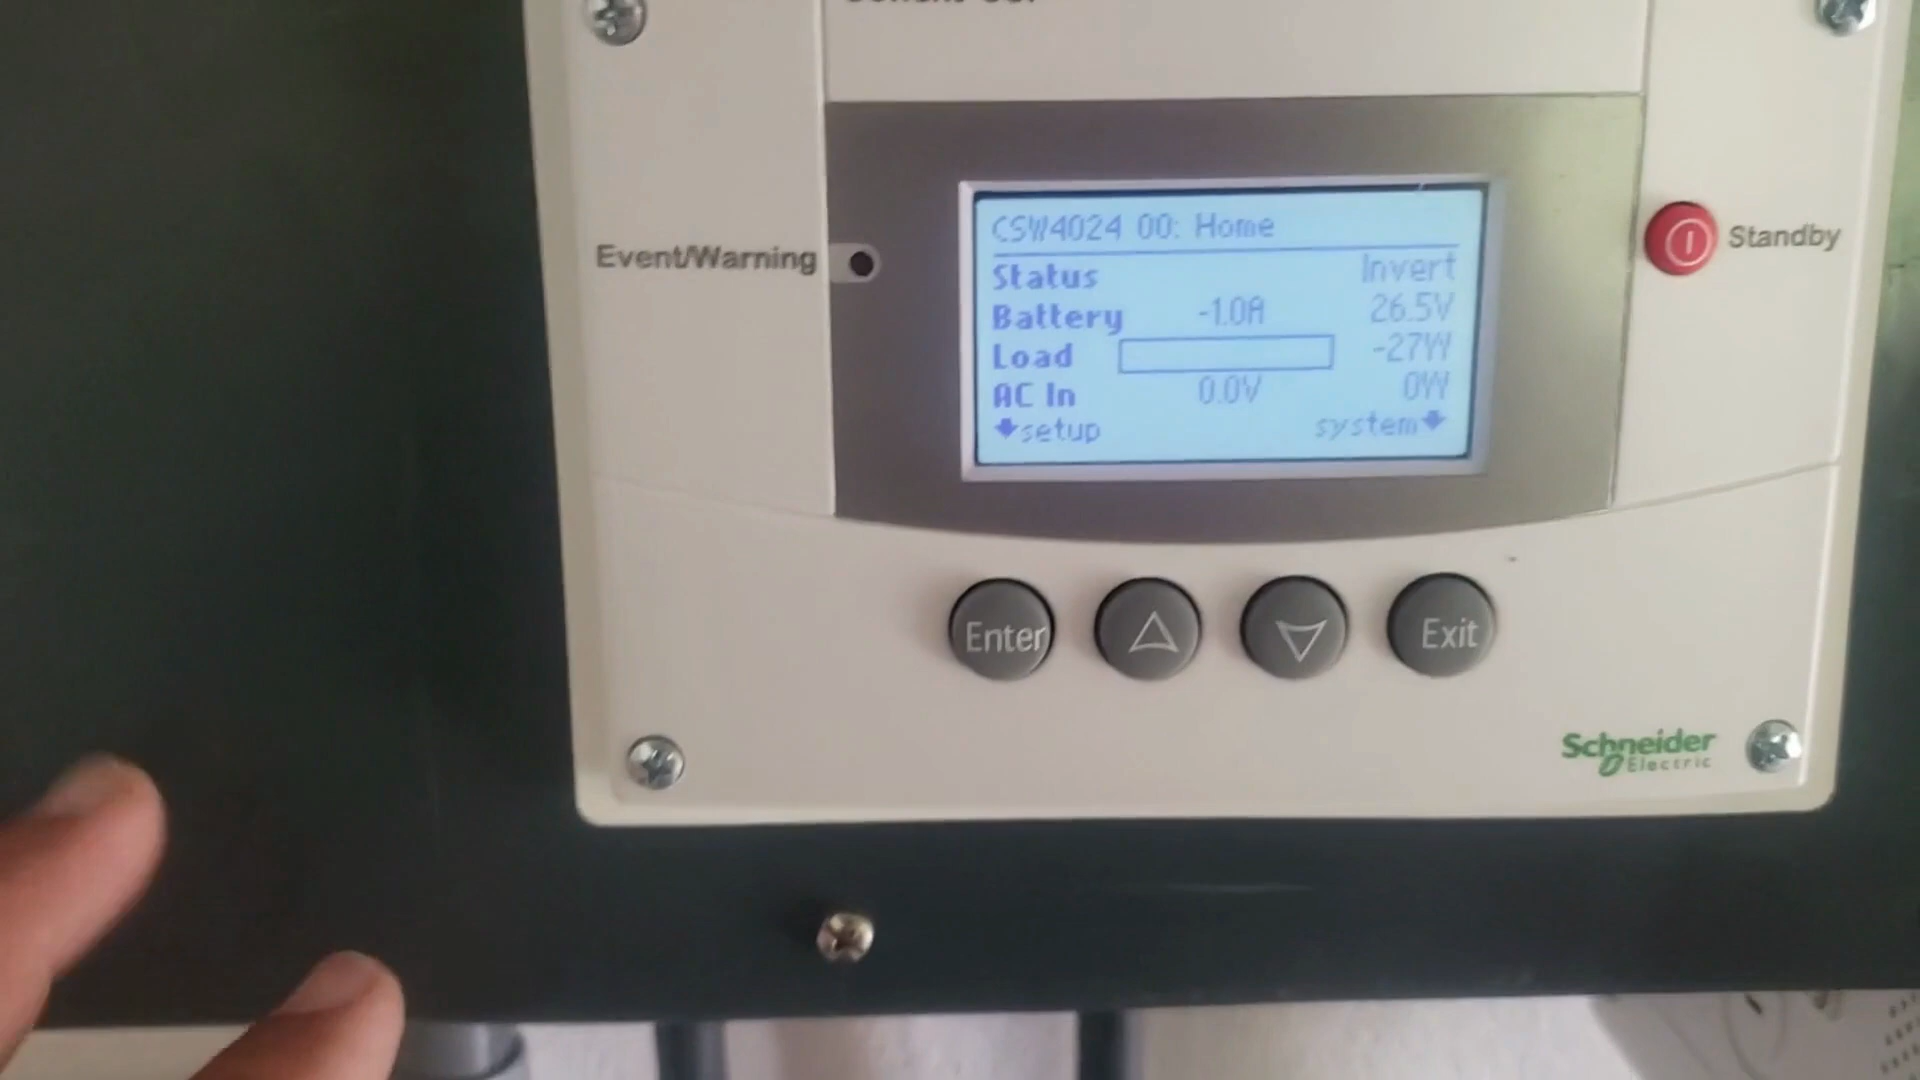 Event/Warning
CSW4024 00: Home
Status Invert
Battery -1.0A 26.5V
Load -27W
AC In 0.0V 0W
setup system
Standby
Enter
Exit
Schneider
Electric